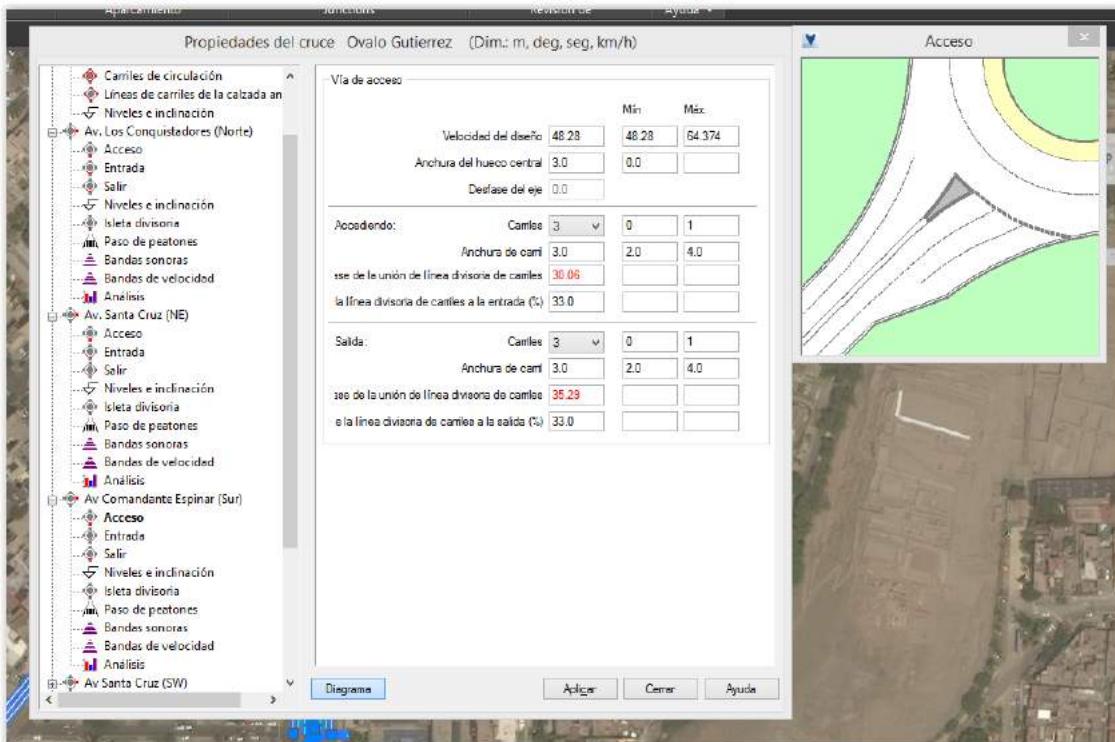 Aparcamiento Junctions Revisión de Ayuda
Propiedades del cruce Ovalo Gutierrez (Dim.: m, deg, seg, km/h)
Acceso
Carriles de circulación
Líneas de carriles de la calzada an
Niveles e inclinación
Av. Los Conquistadores (Norte)
Acceso
Entrada
Salir
Niveles e inclinación
Isleta divisoria
Paso de peatones
Bandas sonoras
Bandas de velocidad
Análisis
Av. Santa Cruz (NE)
Acceso
Entrada
Salir
Niveles e inclinación
Isleta divisoria
Paso de peatones
Bandas sonoras
Bandas de velocidad
Análisis
Av Comandante Espinar (Sur)
Acceso
Entrada
Salir
Niveles e inclinación
Isleta divisoria
Paso de peatones
Bandas sonoras
Bandas de velocidad
Análisis
Av Santa Cruz (SW)
Vía de acceso
Mín Máx
Velocidad del diseño 48.28 48.28 64.374
Anchura del hueco central 3.0 0.0
Desfase del eje 0.0
Accediendo: Carriles 3 0 1
Anchura de carri 3.0 2.0 4.0
se de la unión de línea divisoria de carriles 30.06
la línea divisoria de carriles a la entrada (%) 33.0
Salida: Carriles 3 0 1
Anchura de carri 3.0 2.0 4.0
se de la unión de línea divisoria de carriles 35.29
e la línea divisoria de carriles a la salida (%) 33.0
Diagrama Aplicar Cerrar Ayuda